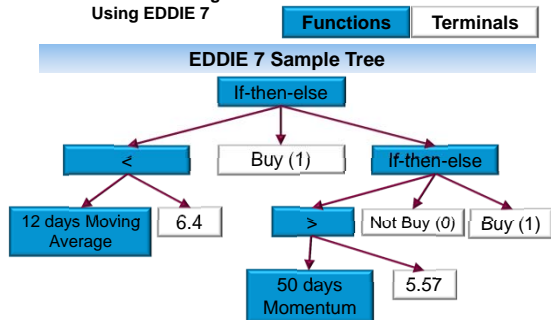 Using EDDIE 7
Functions
Terminals
EDDIE 7 Sample Tree
If-then-else
<
Buy (1)
If-then-else
12 days Moving
Average
6.4
>
Not Buy (0)
Buy (1)
50 days
Momentum
5.57